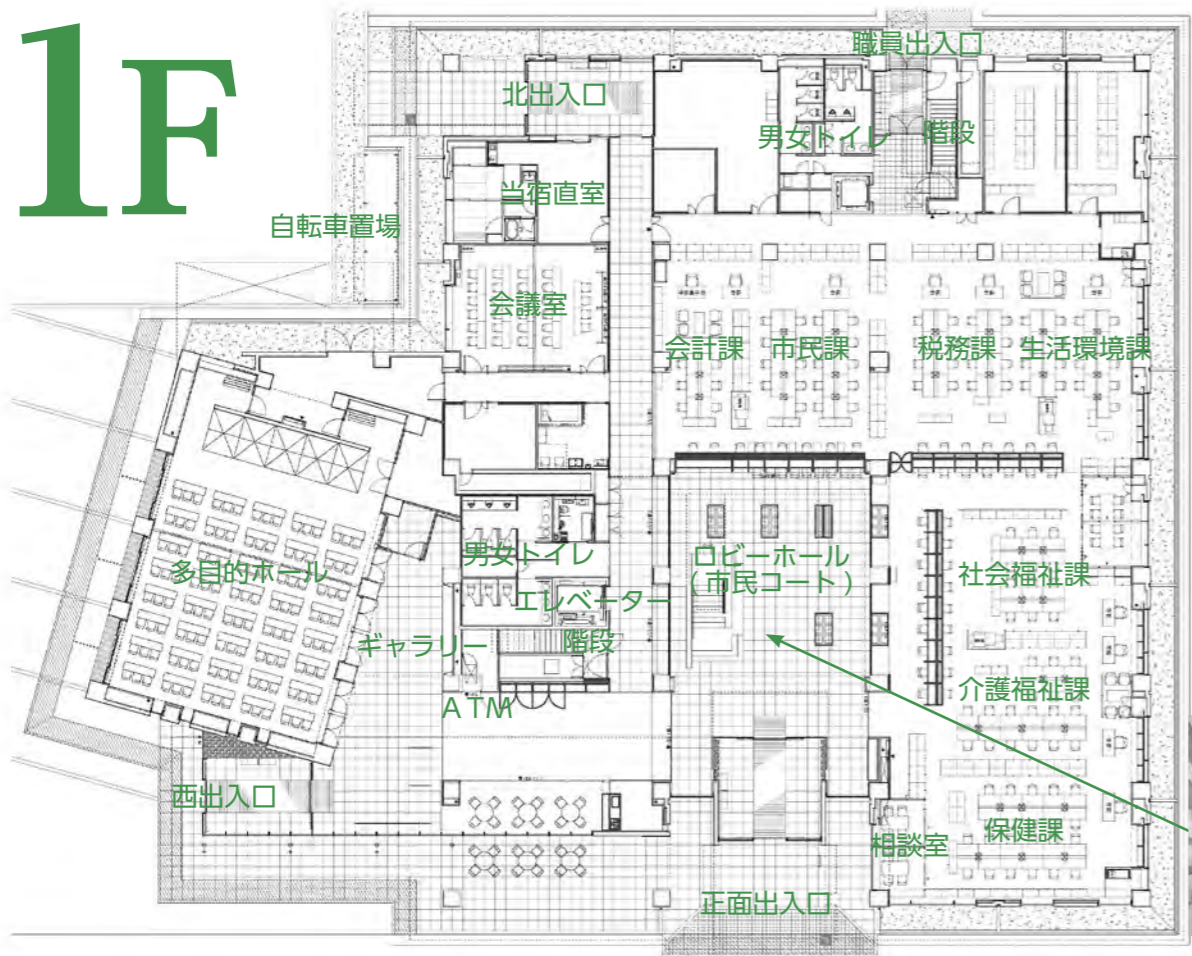 1F
職員出入口
北出入口
男女トイレ
階段
当宿直室
自転車置場
会議室
会計課
市民課
税務課
生活環境課
男女トイレ
ロビーホール
(市民コート)
社会福祉課
多目的ホール
エレベーター
ギャラリー
階段
介護福祉課
ATM
西出入口
相談室
保健課
正面出入口